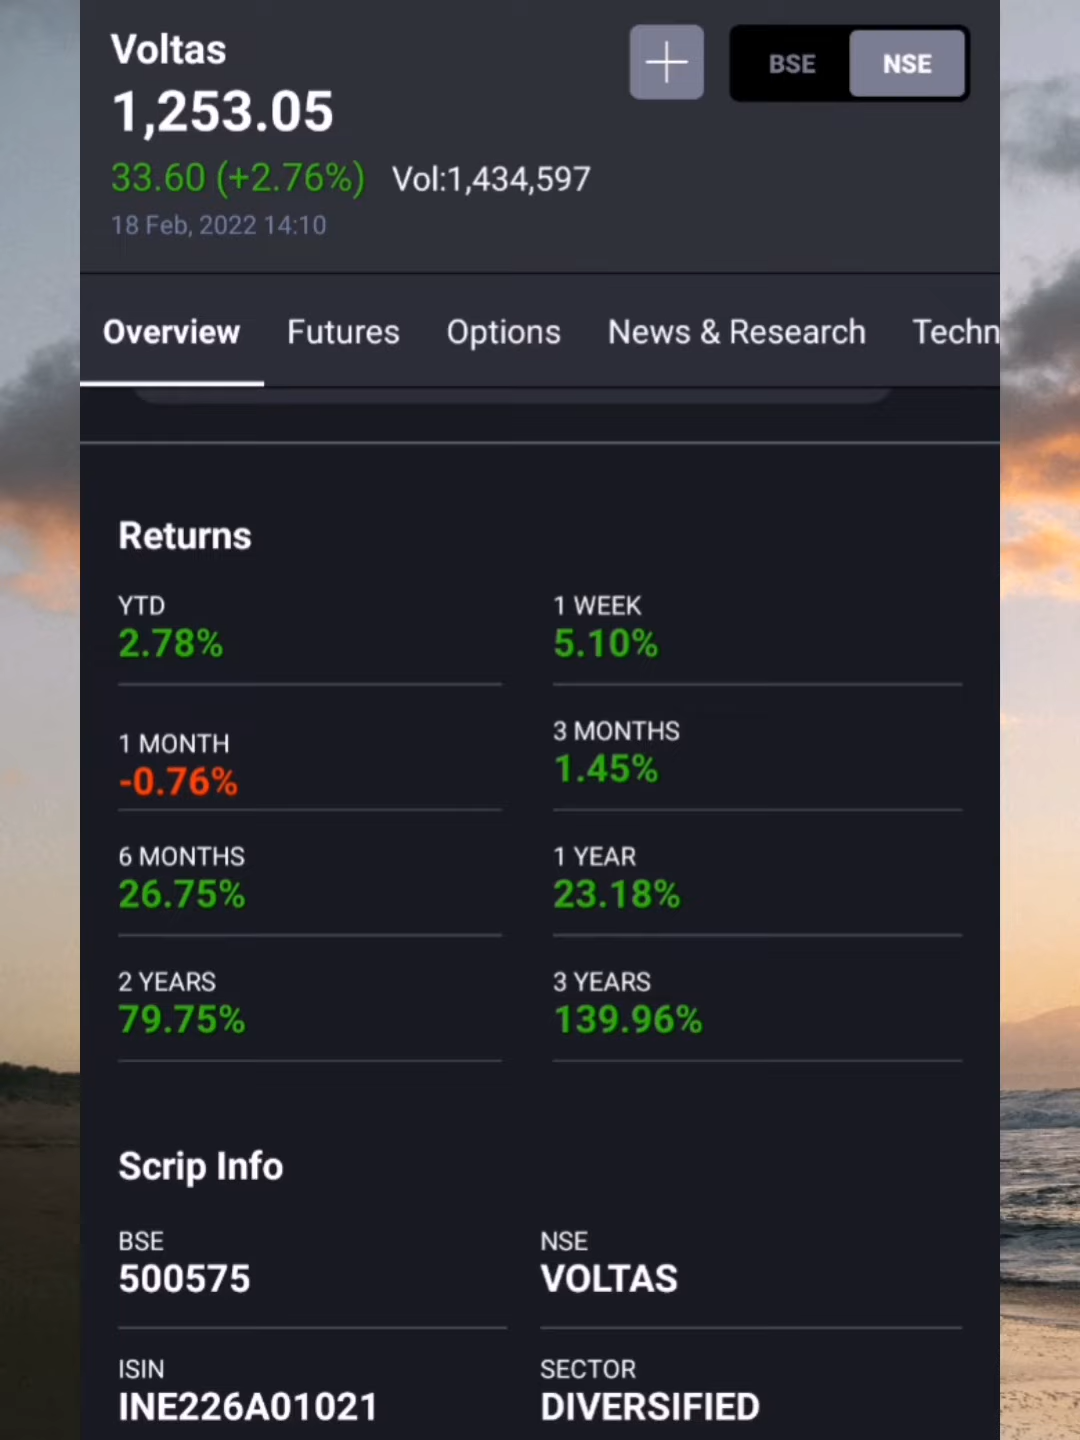 Voltas
BSE
NSE
1,253.05
33.60 (+2.76%) Vol:1,434,597
18 Feb, 2022 14:10
Overview Futures Options News & Research Techn
Returns
YTD
2.78%
1 WEEK
5.10%
1 MONTH
-0.76%
3 MONTHS
1.45%
6 MONTHS
26.75%
1 YEAR
23.18%
2 YEARS
79.75%
3 YEARS
139.96%
Scrip Info
BSE
500575
NSE
VOLTAS
ISIN
INE226A01021
SECTOR
DIVERSIFIED